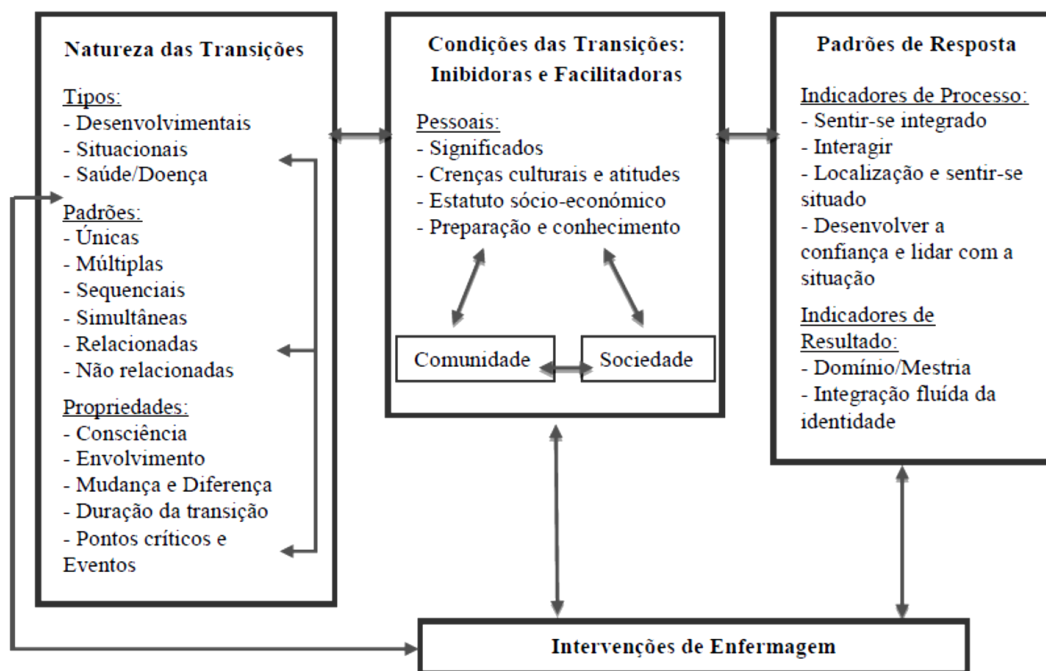 Natureza das Transições
Tipos:
- Desenvolvimentais
- Situacionais
- Saúde/Doença
Padrões:
- Únicas
- Múltiplas
- Sequenciais
- Simultâneas
- Relacionadas
- Não relacionadas
Propriedades:
- Consciência
- Envolvimento
- Mudança e Diferença
- Duração da transição
- Pontos críticos e
Eventos
Condições das Transições:
Inibidoras e Facilitadoras
Pessoais:
- Significados
- Crenças culturais e atitudes
- Estatuto sócio-económico
- Preparação e conhecimento
Comunidade
Sociedade
Padrões de Resposta
Indicadores de Processo:
- Sentir-se integrado
- Interagir
- Localização e sentir-se
situado
- Desenvolver a
confiança e lidar com a
situação
Indicadores de
Resultado:
- Domínio/Mestria
- Integração fluída da
identidade
Intervenções de Enfermagem